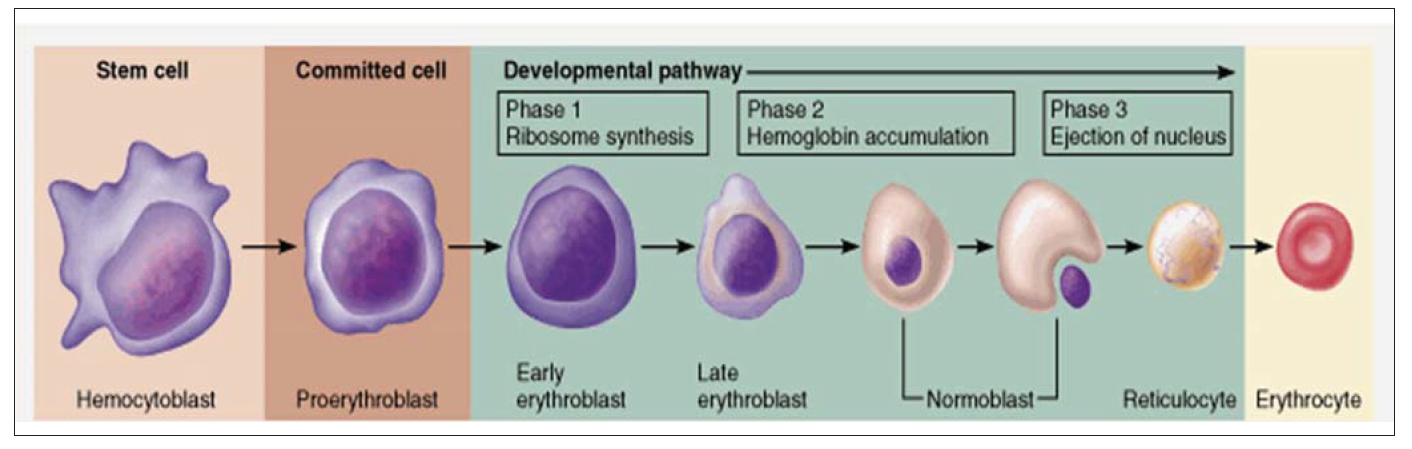 Stem cell
Committed cell
Developmental pathway
Phase 1
Ribosome synthesis
Phase 2
Hemoglobin accumulation
Phase 3
Ejection of nucleus
Hemocytoblast
Proerythroblast
Early
erythroblast
Late
erythroblast
Normoblast
Reticulocyte
Erythrocyte